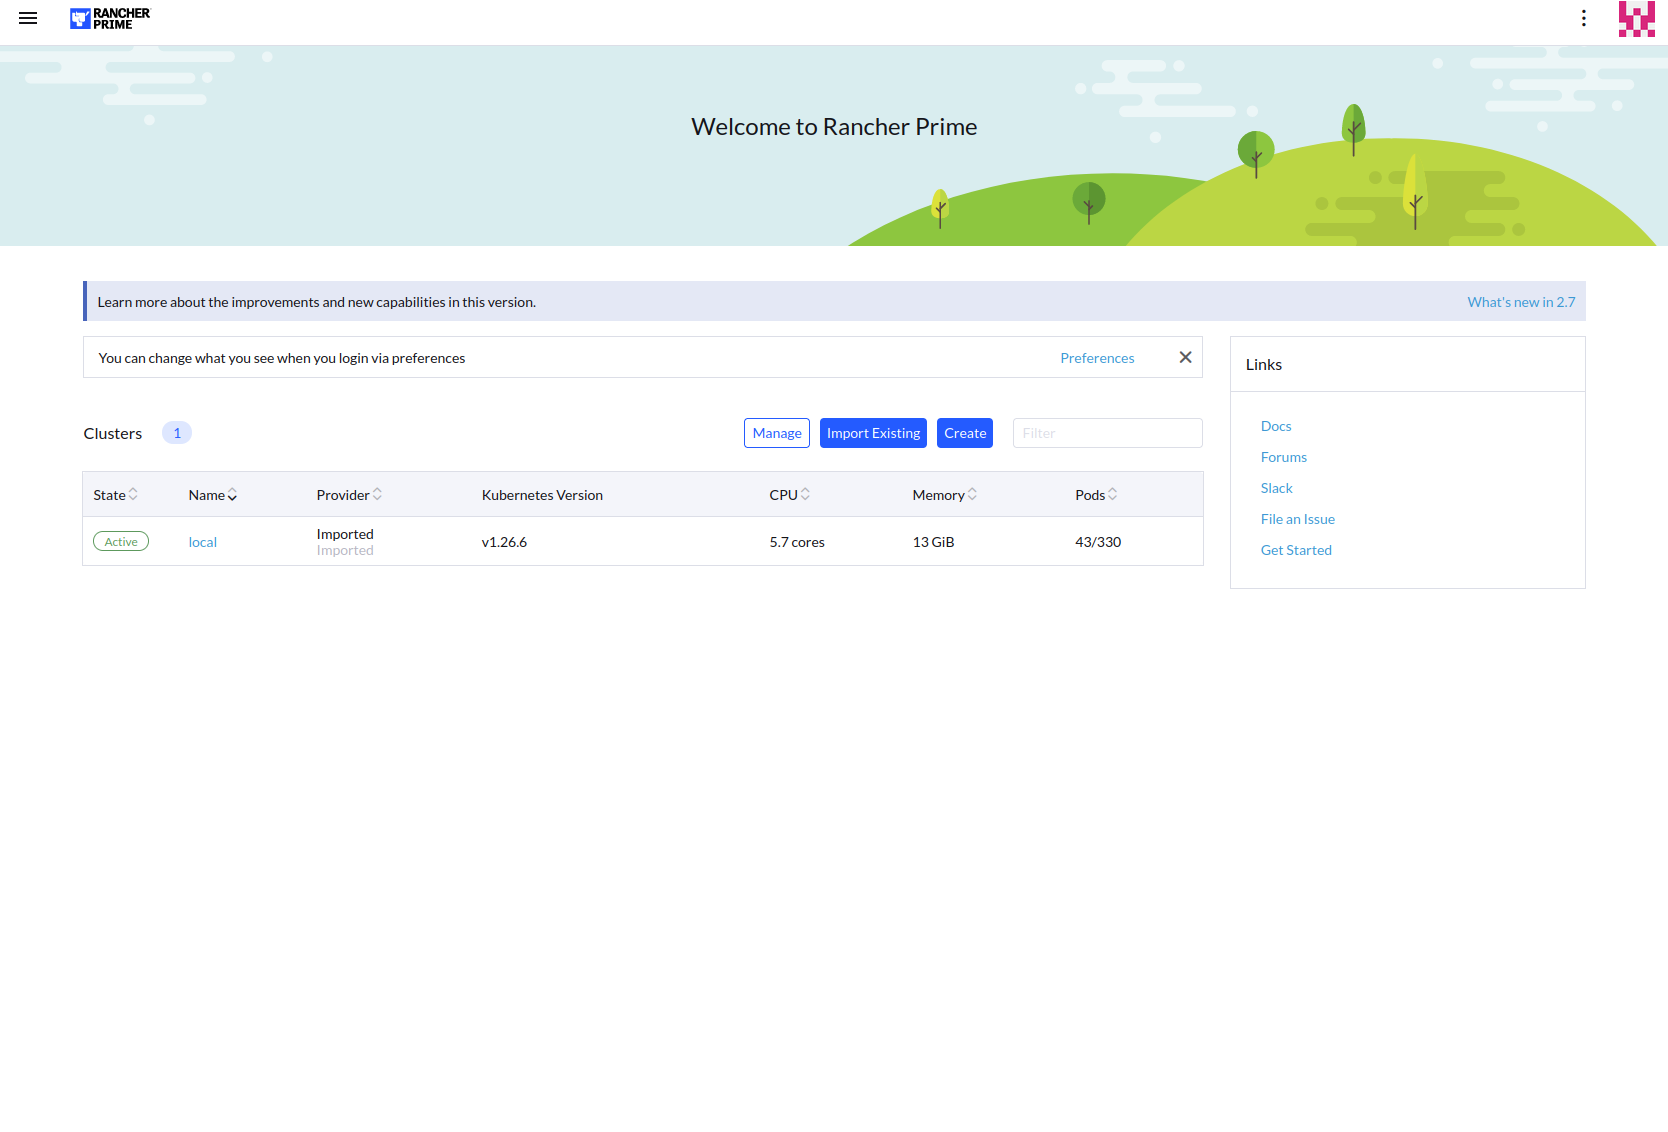 RANCHER
PRIME
Welcome to Rancher Prime
Learn more about the improvements and new capabilities in this version. What's new in 2.7
You can change what you see when you login via preferences Preferences
Links
Docs
Forums
Slack
File an Issue
Get Started
Clusters 1 Manage Import Existing Create Filter
State Name Provider Kubernetes Version CPU Memory Pods
Active local Imported v1.26.6 5.7 cores 13 GiB 43/330
Imported